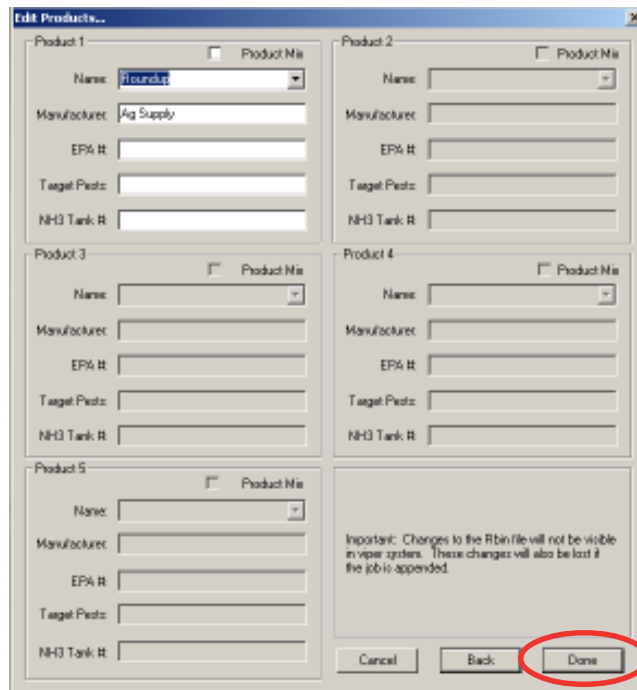 Edit Products...
Product 1
Product Mix
Name: Roundup
Manufacturer: Ag Supply
EPA #:
Target Pests:
NH3 Tank #:
Product 2
Product Mix
Name:
Manufacturer:
EPA #:
Target Pests:
NH3 Tank #:
Product 3
Product Mix
Name:
Manufacturer:
EPA #:
Target Pests:
NH3 Tank #:
Product 4
Product Mix
Name:
Manufacturer:
EPA #:
Target Pests:
NH3 Tank #:
Product 5
Product Mix
Name:
Manufacturer:
EPA #:
Target Pests:
NH3 Tank #:
Important: Changes to the Rbin file will not be visible
in viper system. These changes will also be lost if
the job is appended.
Cancel
Back
Done